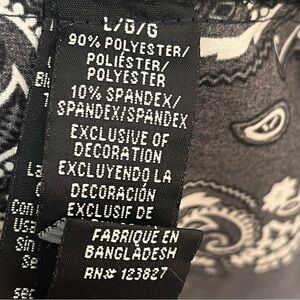 L/G/G
90% POLYESTER/
POLIÉSTER/
POLYESTER
10% SPANDEX/
SPANDEX/SPANDEX
EXCLUSIVE OF
DECORATION
EXCLUYENDO LA
DECORACIÓN
EXCLUSIF DE
FABRIQUÉ EN
BANGLADESH
RN# 123827